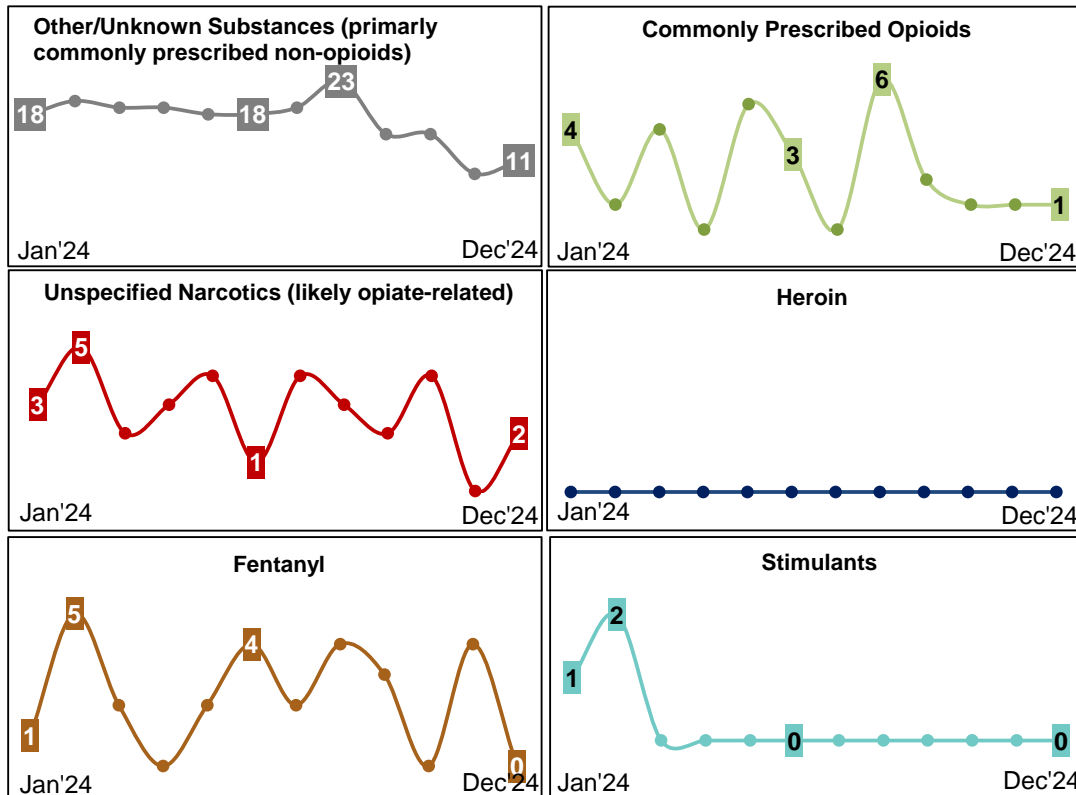 Other/Unknown Substances (primarly
commonly prescribed non-opioids)
18
18
23
11
Jan'24
Dec'24
Commonly Prescribed Opioids
4
3
6
1
Jan'24
Dec'24
Unspecified Narcotics (likely opiate-related)
3
5
1
2
Jan'24
Dec'24
Heroin
Jan'24
Dec'24
Fentanyl
1
5
4
0
Jan'24
Dec'24
Stimulants
1
2
0
0
Jan'24
Dec'24